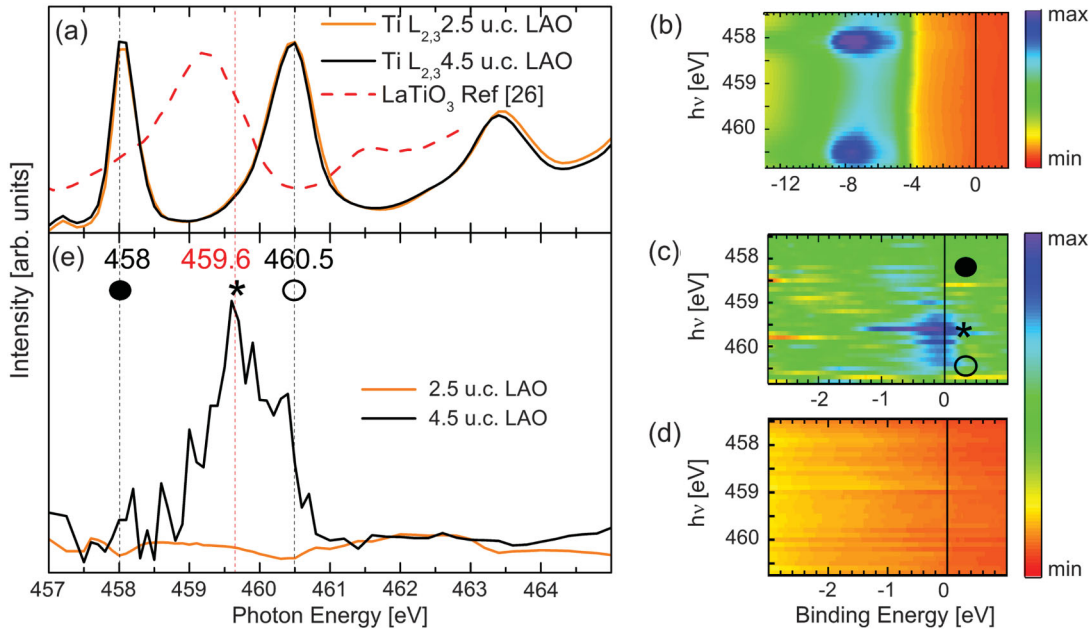 (a)
Ti L2,3 2.5 u.c. LAO
Ti L2,3 4.5 u.c. LAO
LaTiO3 Ref [26]
(e)
458
459.6
460.5
*
2.5 u.c. LAO
4.5 u.c. LAO
Intensity [arb. units]
457 458 459 460 461 462 463 464
Photon Energy [eV]
(b)
hν [eV]
458
459
460
-12 -8 -4 0
max
min
(c)
hν [eV]
458
459
460
*
-2 -1 0
max
min
(d)
hν [eV]
458
459
460
-2 -1 0
Binding Energy [eV]